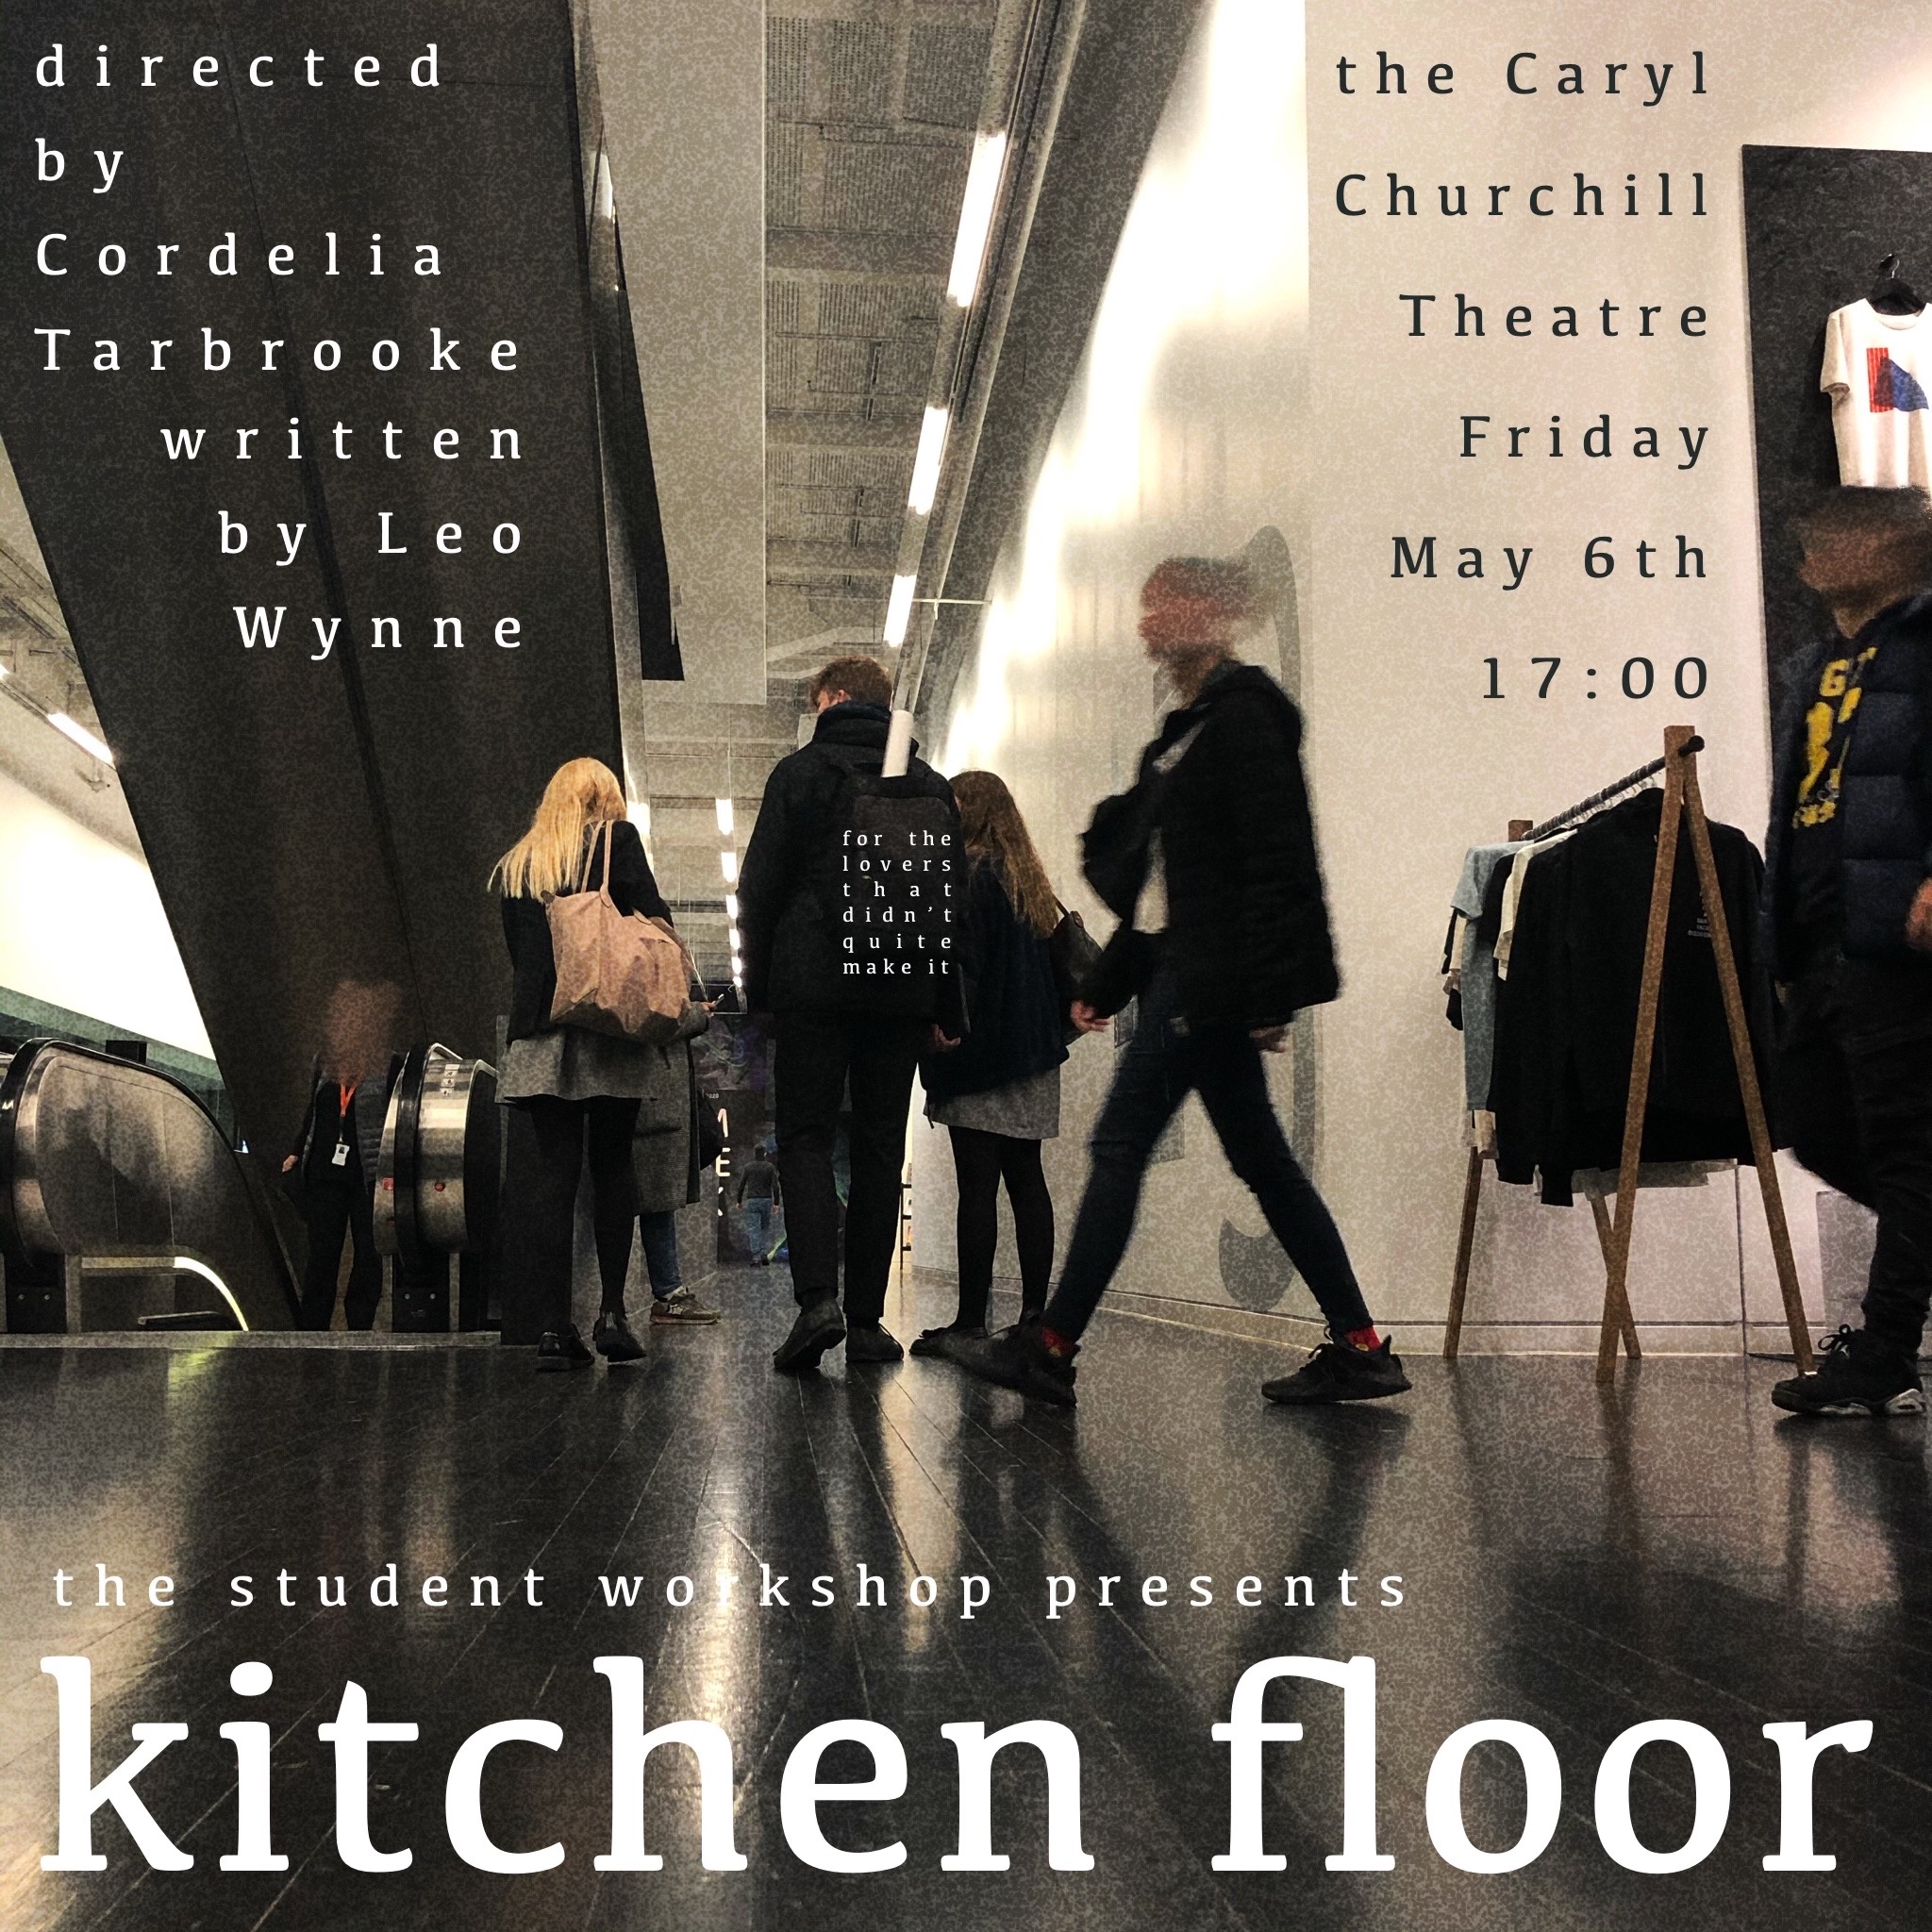 directed
by
Cordelia
Tarbrooke
written
by Leo
Wynne
the Caryl
Churchill
Theatre
Friday
May 6th
17:00
for the
lovers
that
didn't
quite
make it
the student workshop presents
kitchen floor